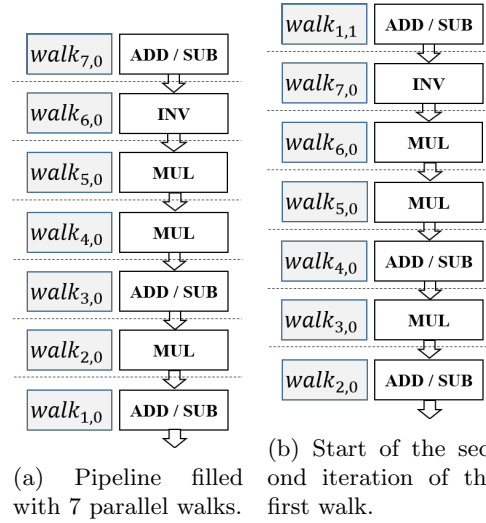 walk7,0 ADD / SUB
walk6,0 INV
walk5,0 MUL
walk4,0 MUL
walk3,0 ADD / SUB
walk2,0 MUL
walk1,0 ADD / SUB
(a) Pipeline filled
with 7 parallel walks.
walk1,1 ADD / SUB
walk7,0 INV
walk6,0 MUL
walk5,0 MUL
walk4,0 ADD / SUB
walk3,0 MUL
walk2,0 ADD / SUB
(b) Start of the sec
ond iteration of th
first walk.